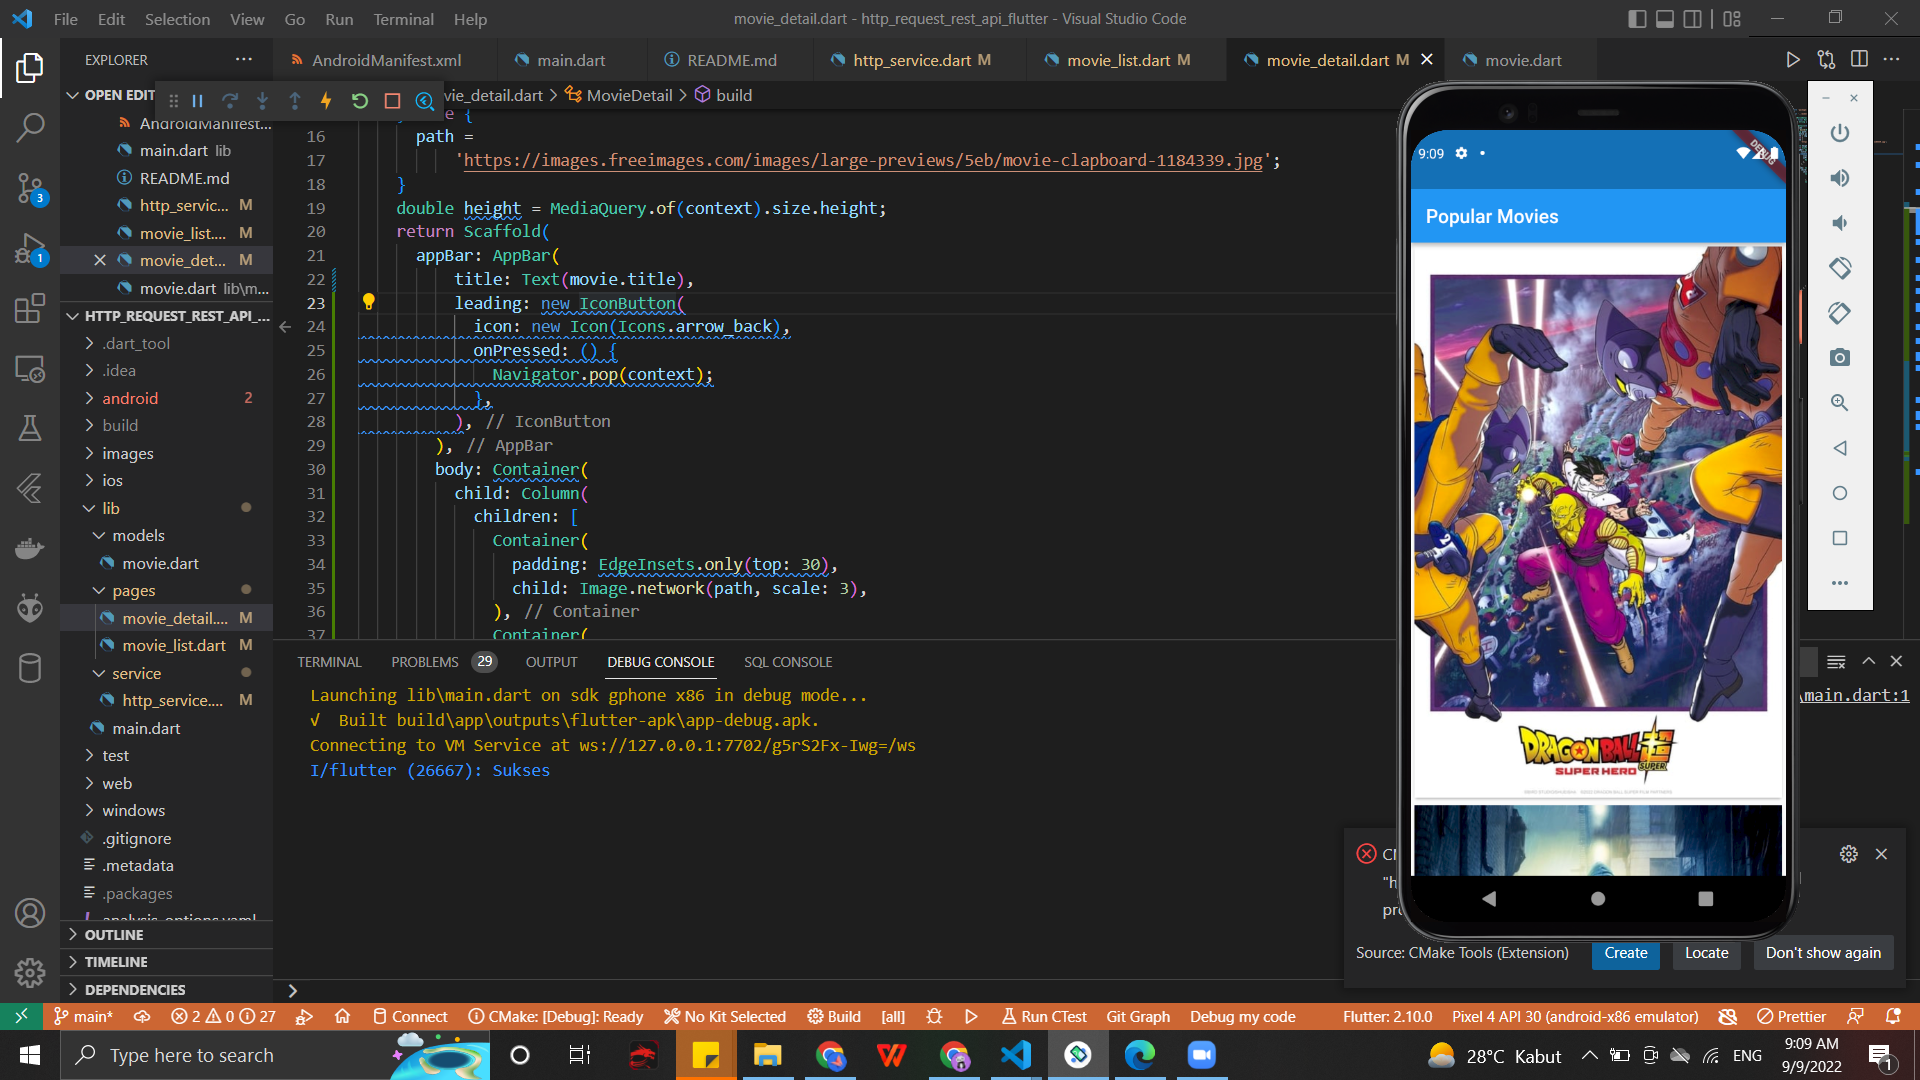 File Edit Selection View Go Run Terminal Help
movie_detail.dart - http_request_rest_api_flutter - Visual Studio Code
EXPLORER
AndroidManifest.xml
main.dart
README.md
http_service.dart M
movie_list.dart M
movie_detail.dart M
movie.dart
OPEN EDIT
vie_detail.dart > MovieDetail > build
AndroidManifest...
main.dart lib
README.md
http_servic... M
movie_list.... M
movie_det... M
movie.dart lib\m...
HTTP_REQUEST_REST_API_...
.dart_tool
.idea
android 2
build
images
ios
lib
models
movie.dart
pages
movie_detail.... M
movie_list.dart M
service
http_service.... M
main.dart
test
web
windows
.gitignore
.metadata
.packages
analysis_options.yaml
OUTLINE
TIMELINE
DEPENDENCIES
3
1
16 path =
17 'https://images.freeimages.com/images/large-previews/5eb/movie-clapboard-1184339.jpg';
18 }
19 double height = MediaQuery.of(context).size.height;
20 return Scaffold(
21 appBar: AppBar(
22 title: Text(movie.title),
23 leading: new IconButton(
24 icon: new Icon(Icons.arrow_back),
25 onPressed: () {
26 Navigator.pop(context);
27 },
28 ), // IconButton
29 ), // AppBar
30 body: Container(
31 child: Column(
32 children: [
33 Container(
34 padding: EdgeInsets.only(top: 30),
35 child: Image.network(path, scale: 3),
36 ), // Container
37 Container(
TERMINAL PROBLEMS 29 OUTPUT DEBUG CONSOLE SQL CONSOLE
Launching lib\main.dart on sdk gphone x86 in debug mode...
√ Built build\app\outputs\flutter-apk\app-debug.apk.
Connecting to VM Service at ws://127.0.0.1:7702/g5rS2Fx-Iwg=/ws
I/flutter (26667): Sukses
\main.dart:1
9:09
DEBUG
Popular Movies
DRAGONBALL SUPER
SUPER HERO
Source: CMake Tools (Extension)
Create
Locate
Don't show again
main* 2 0 27 Connect CMake: [Debug]: Ready No Kit Selected Build [all] Run CTest Git Graph Debug my code Flutter: 2.10.0 Pixel 4 API 30 (android-x86 emulator) Prettier
Type here to search
28°C Kabut
ENG
9:09 AM
9/9/2022
1